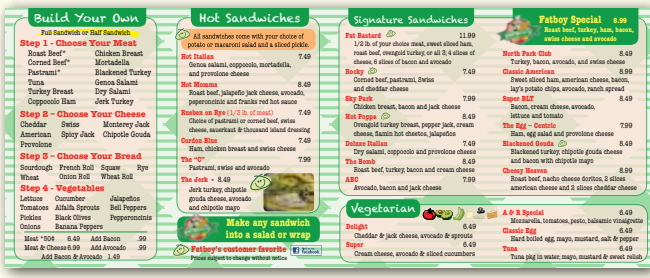 Build Your Own
Full Sandwich or Half Sandwich
Step 1 - Choose Your Meat
Roast Beef* Chicken Breast
Corned Beef* Mortadella
Pastrami* Blackened Turkey
Tuna Genoa Salami
Turkey Breast Dry Salami
Coppocolo Ham Jerk Turkey
Step 2 - Choose Your Cheese
Cheddar Swiss Monterey Jack
American Spicy Jack Chipotle Gouda
Provolone
Step 3 - Choose Your Bread
Sourdough French Roll Squaw Rye
Wheat Onion Roll Wheat Roll
Step 4 - Vegetables
Lettuce Cucumber Jalapeños
Tomatoes Alfalfa Sprouts Bell Peppers
Pickles Black Olives Pepperoncinis
Onions Banana Peppers
Meat *50¢ 6.49 Add Bacon .99
Meat & Cheese 6.99 Add Avocado .99
Add Bacon & Avocado 1.49
Hot Sandwiches
All sandwiches come with your choice of
potato or macaroni salad and a sliced pickle.
Hot Italian 7.49
Genoa salami, coppocolo, mortadella,
and provolone cheese
Hot Momma 8.49
Roast beef, jalapeño jack cheese, avocado,
peperoncini and franks red hot sauce
Rueben on Rye (1/3 lb. of meat) 7.49
Choice of pastrami or corned beef, swiss
cheese, sauerkaut & thousand island dressing
Cordon Blue 7.49
Ham, chicken breast and swiss cheese
The "C" 7.99
Pastrami, swiss and avocado
The Jerk - 8.49
Jerk turkey, chipotle
gouda cheese, avocado
and chipotle mayo
Make any sandwich
into a salad or wrap
Fatboy's customer favorite
facebook
Prices subject to change without notice
Signature Sandwiches
Fat Bastard 11.99
1/2 lb. of your choice meat, sweet sliced ham,
roast beef, ovengold turkey, or all 3; 4 slices of
cheese, 6 slices of bacon and avocado
Rocky 7.49
Corned beef, pastrami, Swiss
and cheddar cheese
Sky Park 7.99
Chicken breast, bacon and jack cheese
Hot Poppa 8.49
Ovengold turkey breast, pepper jack, cream
cheese, flamin hot cheetos, jalapeños
Deluxe Italian 7.49
Dry salami, coppocolo and provolone cheese
The Bomb 8.49
Roast beef, turkey, bacon and cream cheese
ABC 7.99
Avocado, bacon and jack cheese
Fatboy Special 8.99
Roast beef, turkey, ham, bacon,
swiss cheese and avocado
North Park Club 8.49
Turkey, bacon, avocado, and swiss cheese
Classic American 8.99
Sweet sliced ham, american cheese, bacon,
lay's potato chips, avocado, ranch spread
Super BLT 8.49
Bacon, cream cheese, avocado,
lettuce and tomato
The Egg - Centric 7.99
Ham, egg salad and provolone cheese
Blackened Gouda 8.49
Blackened turkey, chipotle gouda cheese
and bacon with chipotle mayo
Cheesy Heaven 8.99
Roast beef, nacho cheese doritos, 2 slices
american cheese and 2 slices cheddar cheese
Vegetarian
Delight 6.49
Cheddar & jack cheese, avocado & sprouts
Super 6.49
Cream cheese, avocado & sliced cucumbers
A & R Special 6.49
Mozzarella, tomatoes, pesto, balsamic vinaigrette
Classic Egg 6.49
Hard boiled egg, mayo, mustard, salt & pepper
Tuna 6.49
Tuna pkg in water, mayo, mustard & sweet relish